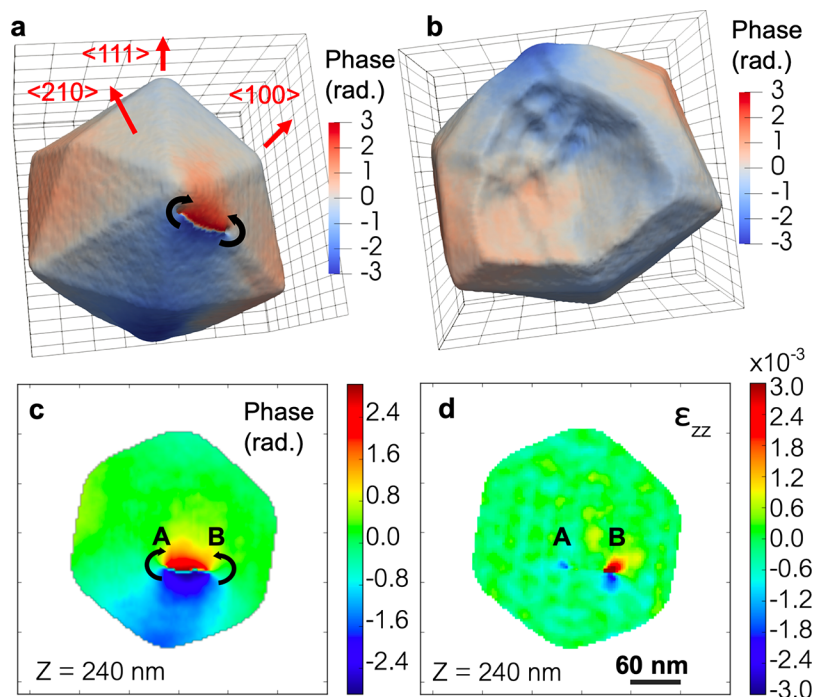 a
<111>
<210>
<100>
Phase
(rad.)
3
2
1
0
-1
-2
-3
b
Phase
(rad.)
3
2
1
0
-1
-2
-3
c
Phase
(rad.)
A
B
Z = 240 nm
2.4
1.6
0.8
0.0
-0.8
-1.6
-2.4
d
εzz
A
B
Z = 240 nm
60 nm
x10-3
3.0
2.4
1.8
1.2
0.6
0.0
-0.6
-1.2
-1.8
-2.4
-3.0